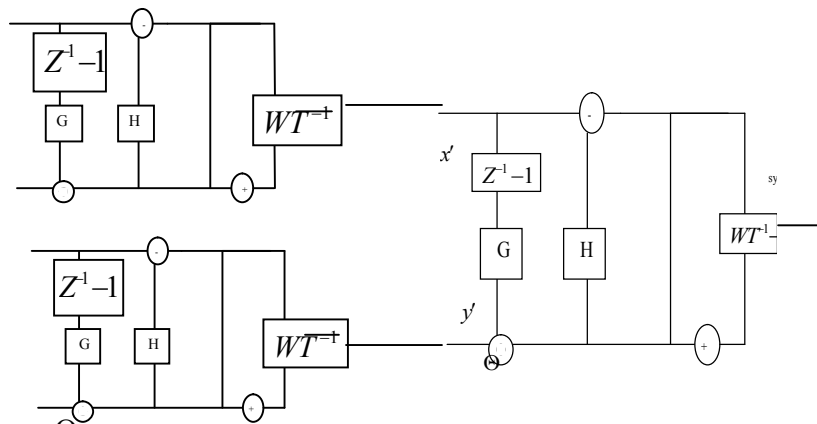 -
Z⁻¹−1
G H
WT⁻¹
+
-
Z⁻¹−1
G H
WT⁻¹
+
Θ
-
x′
Z⁻¹−1
sy
G H
WT⁻¹
y′
+
Θ